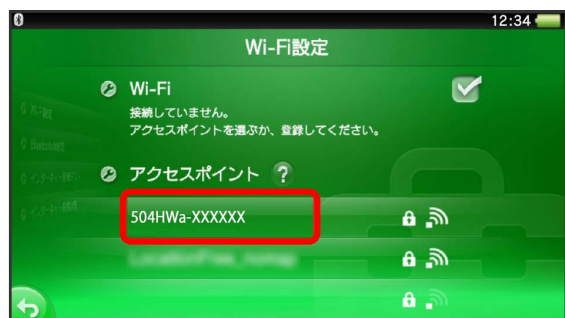 12:34
Wi-Fi設定
Wi-Fi
接続していません。
アクセスポイントを選ぶか、登録してください。
アクセスポイント ?
504HWa-XXXXXX